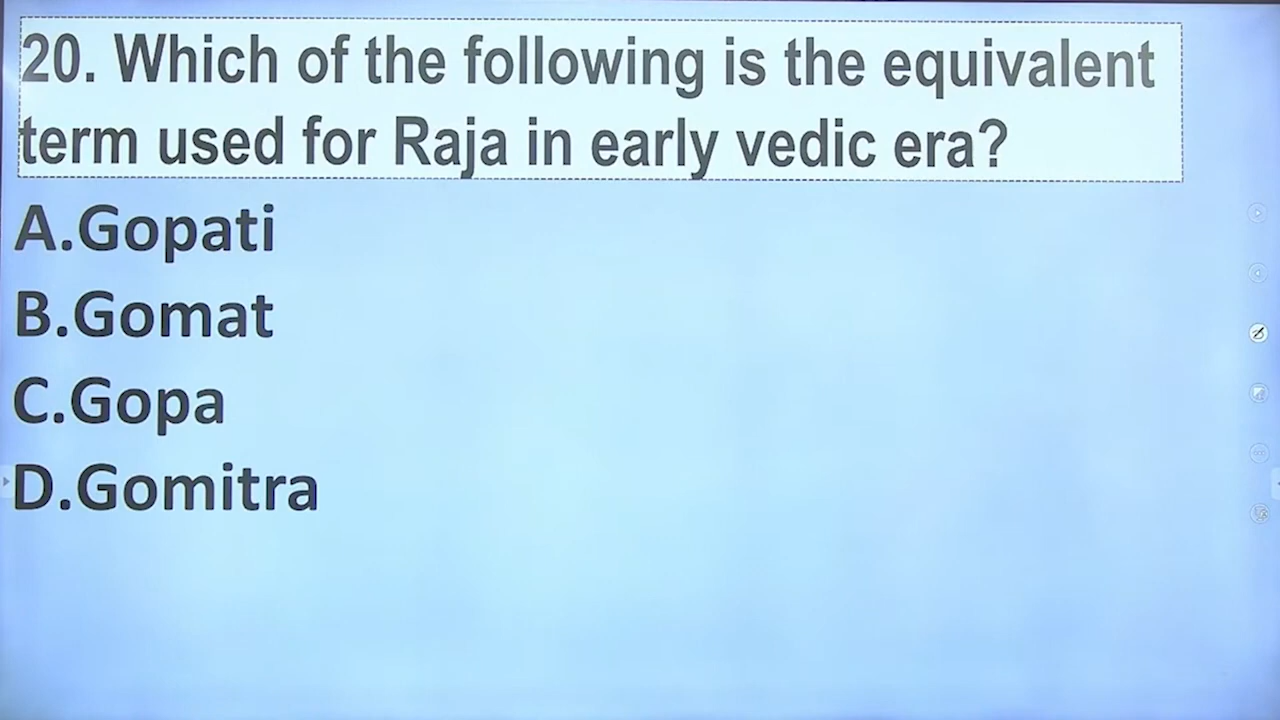 20. Which of the following is the equivalent
term used for Raja in early vedic era?
A.Gopati
B.Gomat
C.Gopa
D.Gomitra